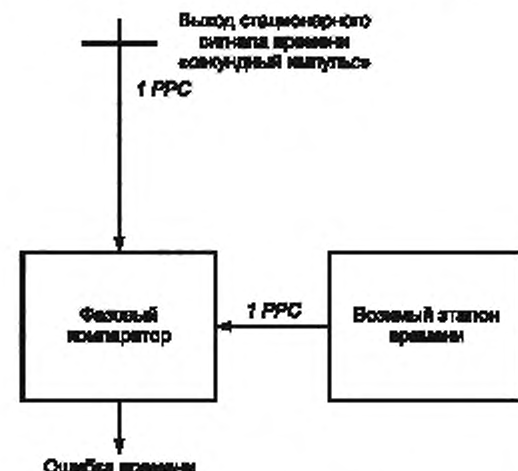 Выход стационарного
сигнала времени
«секундный импульс»
1 PPC
Фазовый
компаратор
1 PPC
Возимый эталон
времени
Ошибка времени